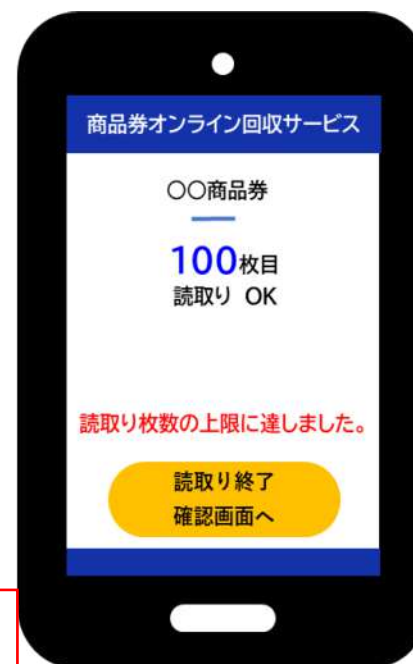 商品券オンライン回収サービス
〇〇商品券
100枚目
読取り OK
読取り枚数の上限に達しました。
読取り終了
確認画面へ